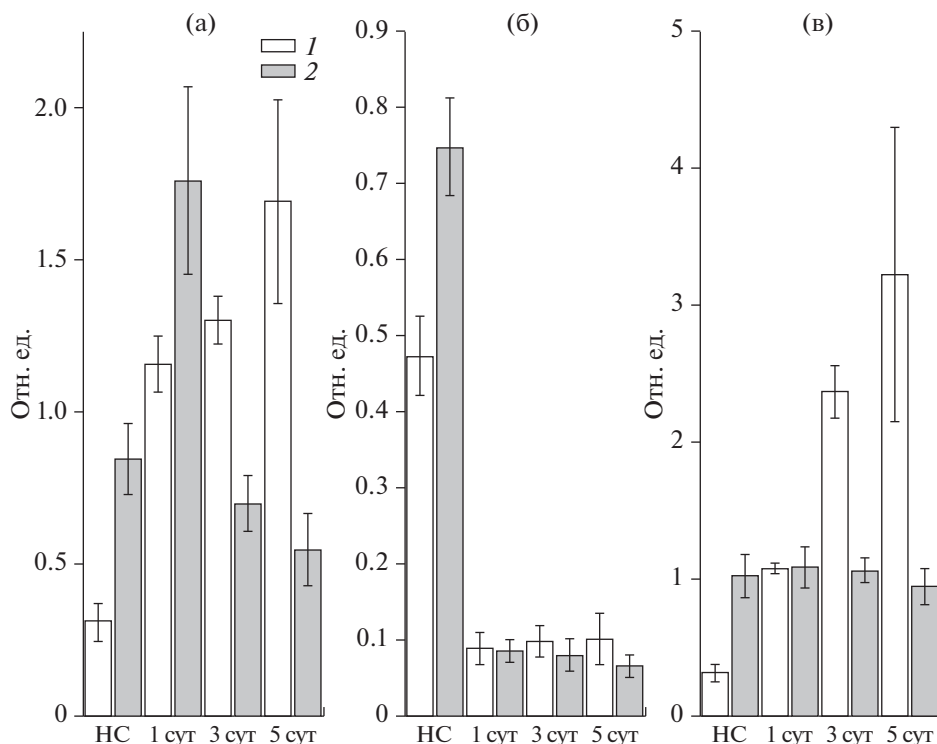 (а)
1
2
Отн. ед.
2.0
1.5
1.0
0.5
0
НС 1 сут 3 сут 5 сут
(б)
Отн. ед.
0.9
0.8
0.7
0.6
0.5
0.4
0.3
0.2
0.1
0
НС 1 сут 3 сут 5 сут
(в)
Отн. ед.
5
4
3
2
1
0
НС 1 сут 3 сут 5 сут